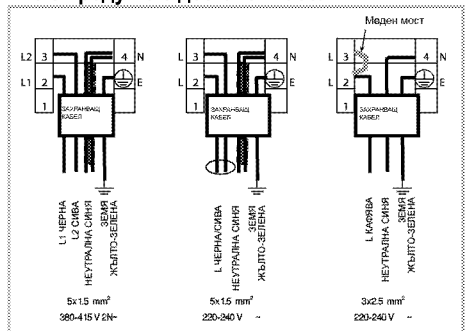 Меден мост
L2 3 4 N
L1 2 E
1
ЗАХРАНВАЩ
КАБЕЛ
L1 ЧЕРНА
L2 СИВА
НЕУТРАЛНА СИНЯ
ЗЕМЯ
ЖЪЛТО-ЗЕЛЕНА
5x1.5 mm²
380-415 V 2N~
L 3 4 N
L 2 E
1
ЗАХРАНВАЩ
КАБЕЛ
L ЧЕРНА/СИВА
НЕУТРАЛНА СИНЯ
ЗЕМЯ
ЖЪЛТО-ЗЕЛЕНА
5x1.5 mm²
220-240 V ~
L 3 4 N
L 2 E
1
ЗАХРАНВАЩ
КАБЕЛ
L КАФЯВА
НЕУТРАЛНА СИНЯ
ЗЕМЯ
ЖЪЛТО-ЗЕЛЕНА
3x2.5 mm²
220-240 V ~